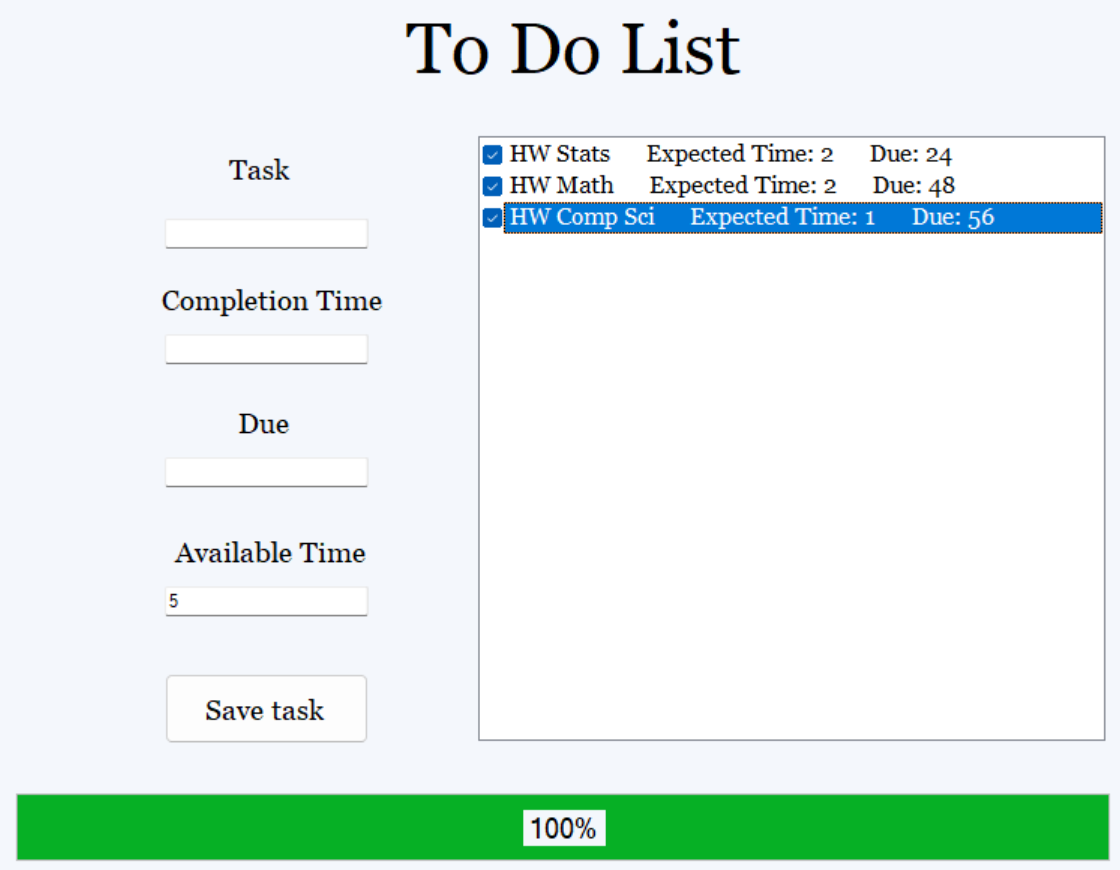 To Do List
Task
Completion Time
Due
Available Time
5
Save task
HW Stats Expected Time: 2 Due: 24
HW Math Expected Time: 2 Due: 48
HW Comp Sci Expected Time: 1 Due: 56
100%